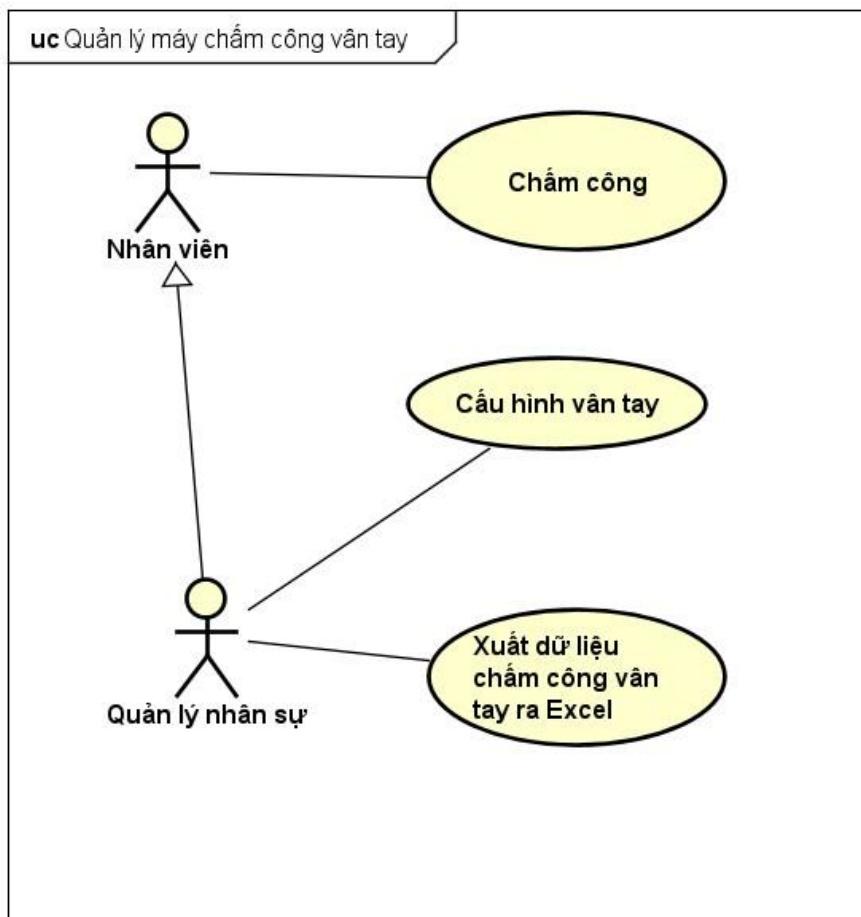 uc Quản lý máy chấm công vân tay
Chấm công
Nhân viên
Cấu hình vân tay
Xuất dữ liệu
chấm công vân
tay ra Excel
Quản lý nhân sự